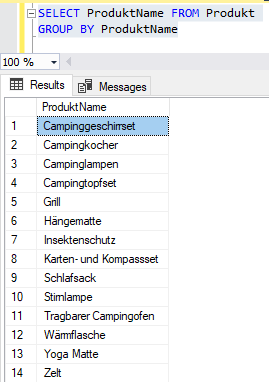 SELECT ProduktName FROM Produkt
GROUP BY ProduktName
100 %
Results Messages
ProduktName
1 Campinggeschirrset
2 Campingkocher
3 Campinglampen
4 Campingtopfset
5 Grill
6 Hängematte
7 Insektenschutz
8 Karten- und Kompassset
9 Schlafsack
10 Stirnlampe
11 Tragbarer Campingofen
12 Wärmflasche
13 Yoga Matte
14 Zelt